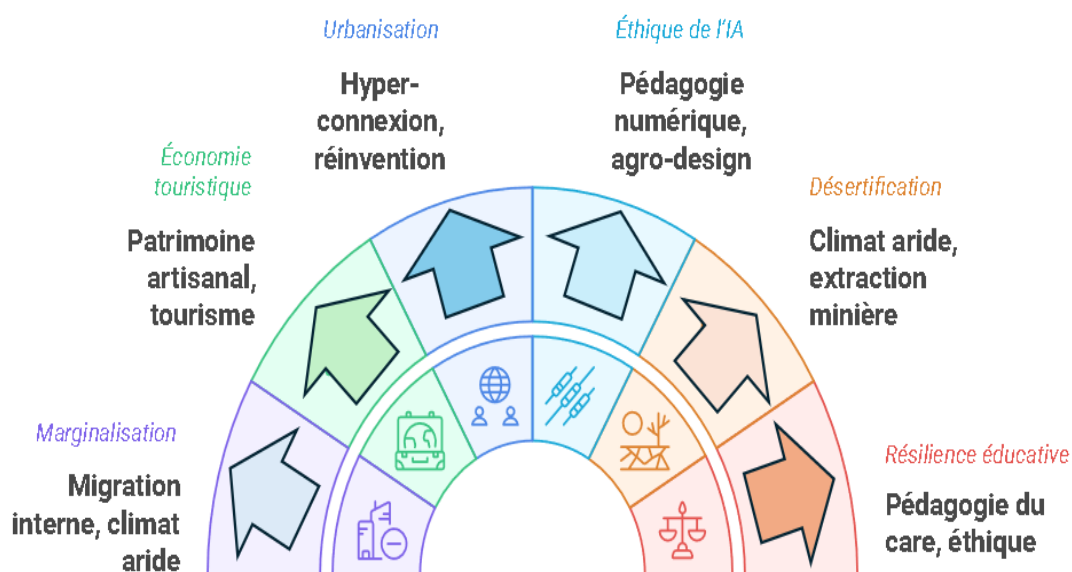 Urbanisation
Hyper-
connexion,
réinvention
Éthique de l'IA
Pédagogie
numérique,
agro-design
Économie
touristique
Patrimoine
artisanal,
tourisme
Désertification
Climat aride,
extraction
minière
Marginalisation
Migration
interne, climat
aride
Résilience éducative
Pédagogie du
care, éthique